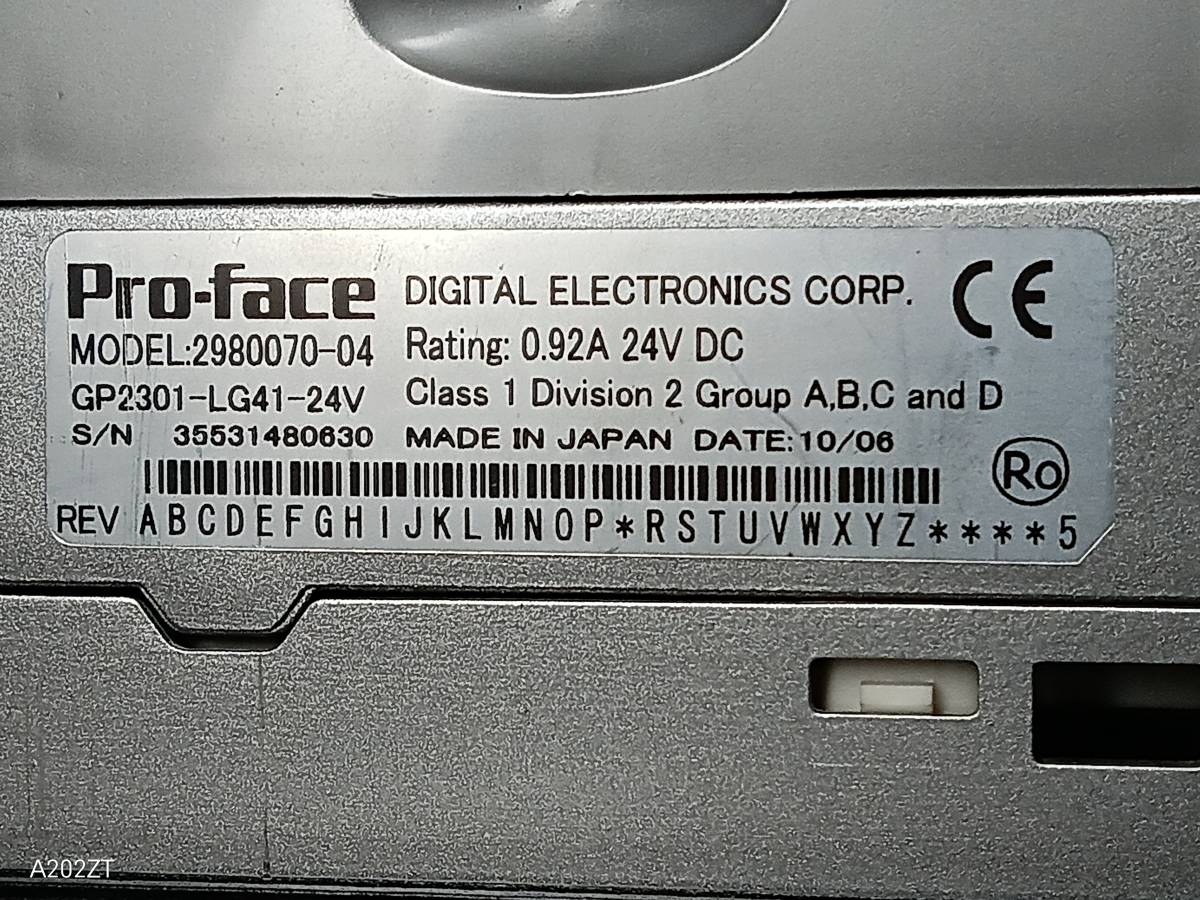 Pro-face DIGITAL ELECTRONICS CORP. CE
MODEL:2980070-04 Rating: 0.92A 24V DC
GP2301-LG41-24V Class 1 Division 2 Group A,B,C and D
S/N 35531480630 MADE IN JAPAN DATE:10/06
Ro
REV A B C D E F G H I J K L M N O P * R S T U V W X Y Z * * * * 5
A202ZT